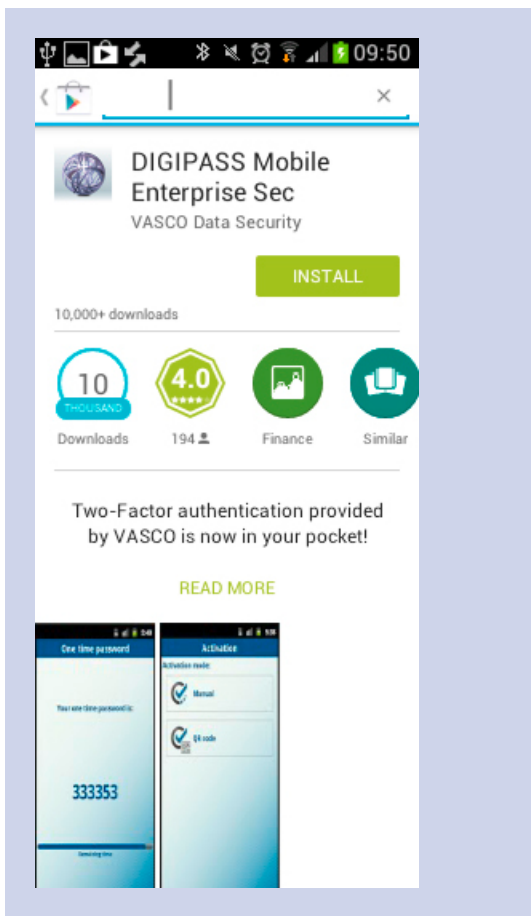 09:50
DIGIPASS Mobile
Enterprise Sec
VASCO Data Security
INSTALL
10,000+ downloads
10
THOUSAND
Downloads
4.0
194
Finance
Similar
Two-Factor authentication provided
by VASCO is now in your pocket!
READ MORE
One time password
Your one time password is:
333353
Remaining time
Activation
Activation mode:
Manual
QR code